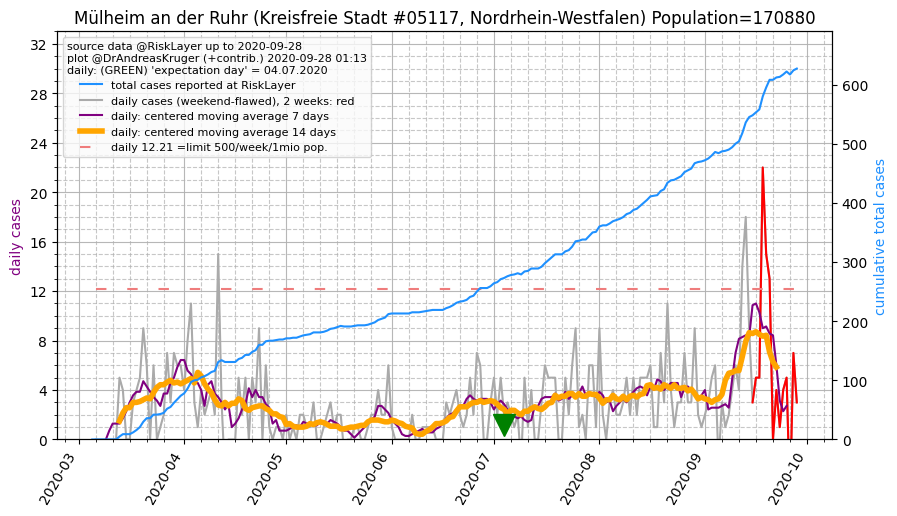 Mülheim an der Ruhr (Kreisfreie Stadt #05117, Nordrhein-Westfalen) Population=170880
source data @RiskLayer up to 2020-09-28
plot @DrAndreasKruger (+contrib.) 2020-09-28 01:13
daily: (GREEN) 'expectation day' = 04.07.2020
total cases reported at RiskLayer
daily cases (weekend-flawed), 2 weeks: red
daily: centered moving average 7 days
daily: centered moving average 14 days
daily 12.21 =limit 500/week/1mio pop.
daily cases
32
28
24
20
16
12
8
4
0
600
500
400
300
200
100
0
cumulative total cases
2020-03
2020-04
2020-05
2020-06
2020-07
2020-08
2020-09
2020-10